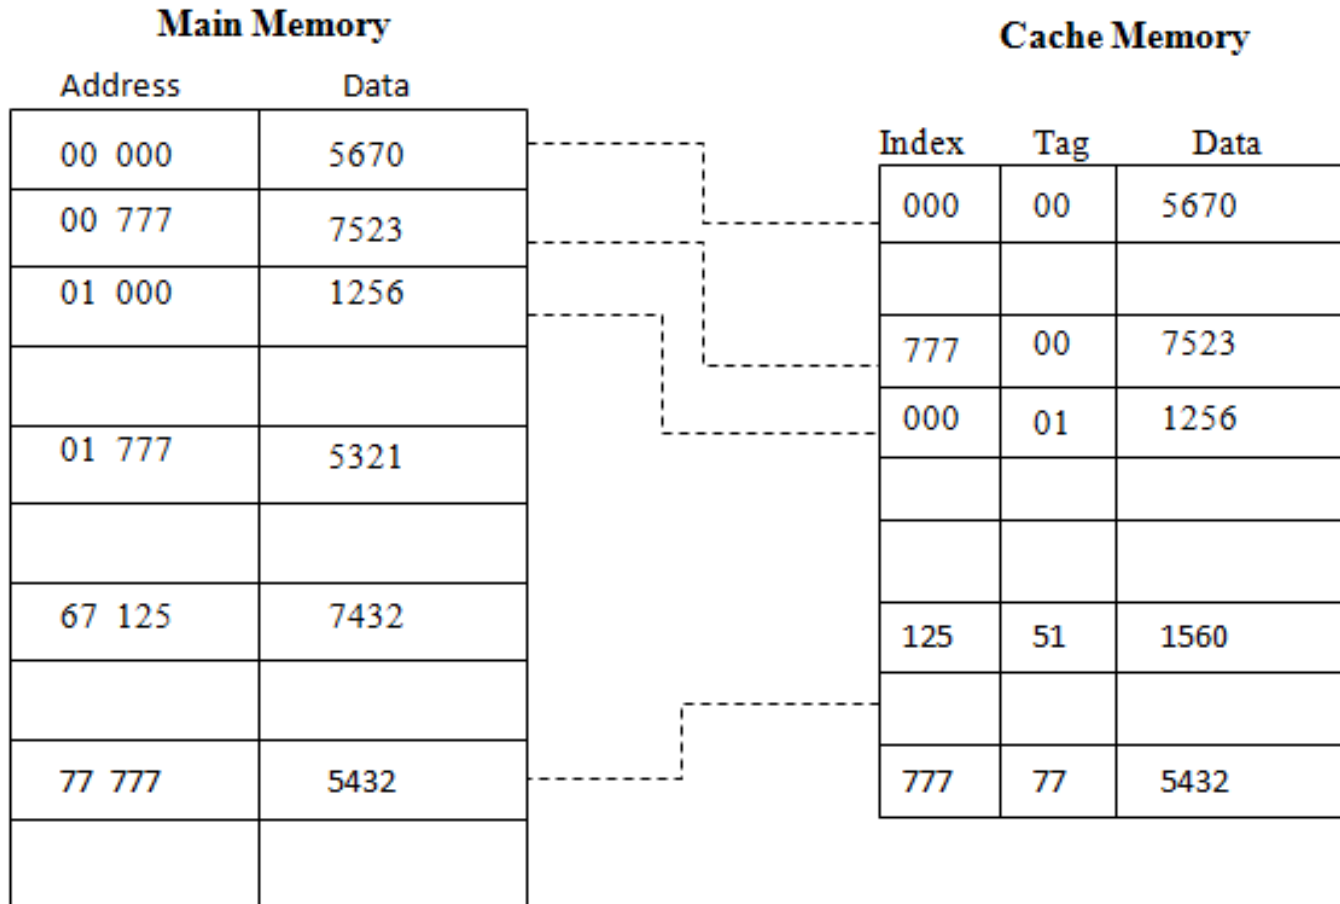 Main Memory
Address Data
00 000 5670
00 777 7523
01 000 1256
01 777 5321
67 125 7432
77 777 5432
Cache Memory
Index Tag Data
000 00 5670
777 00 7523
000 01 1256
125 51 1560
777 77 5432